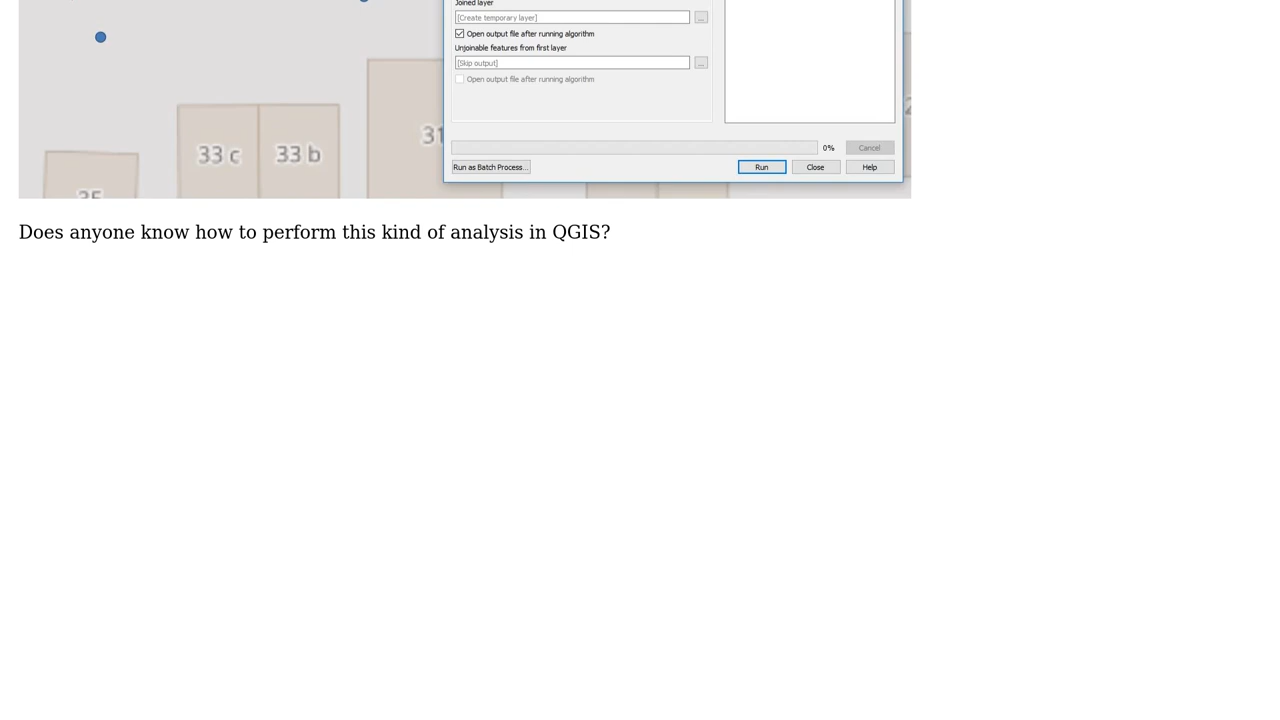 Joined layer
[Create temporary layer]
...
Open output file after running algorithm
Unjoinable features from first layer
[Skip output]
...
Open output file after running algorithm
31
33 c
33 b
0%
Cancel
Run as Batch Process...
Run
Close
Help
Does anyone know how to perform this kind of analysis in QGIS?